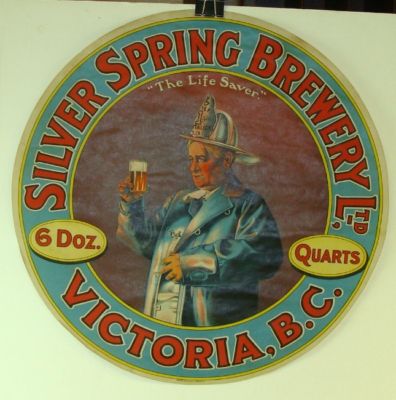 SILVER SPRING BREWERY LTD.
"The Life Saver."
6 DOZ.
QUARTS
VICTORIA, B.C.